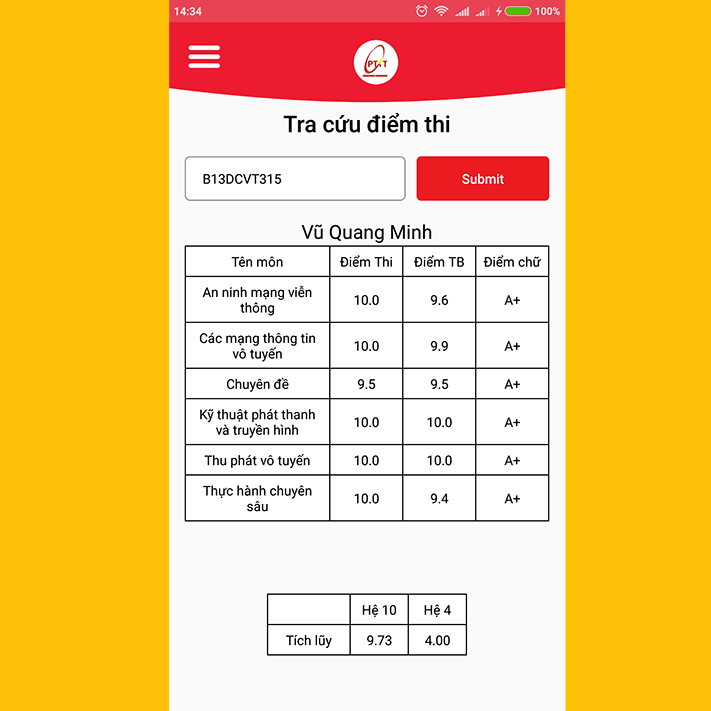 14:34
100%
PTIT
Tra cứu điểm thi
B13DCVT315
Submit
Vũ Quang Minh
Tên môn Điểm Thi Điểm TB Điểm chữ
An ninh mạng viễn
thông
10.0 9.6 A+
Các mạng thông tin
vô tuyến
10.0 9.9 A+
Chuyên đề 9.5 9.5 A+
Kỹ thuật phát thanh
và truyền hình
10.0 10.0 A+
Thu phát vô tuyến 10.0 10.0 A+
Thực hành chuyên
sâu
10.0 9.4 A+
Hệ 10 Hệ 4
Tích lũy 9.73 4.00